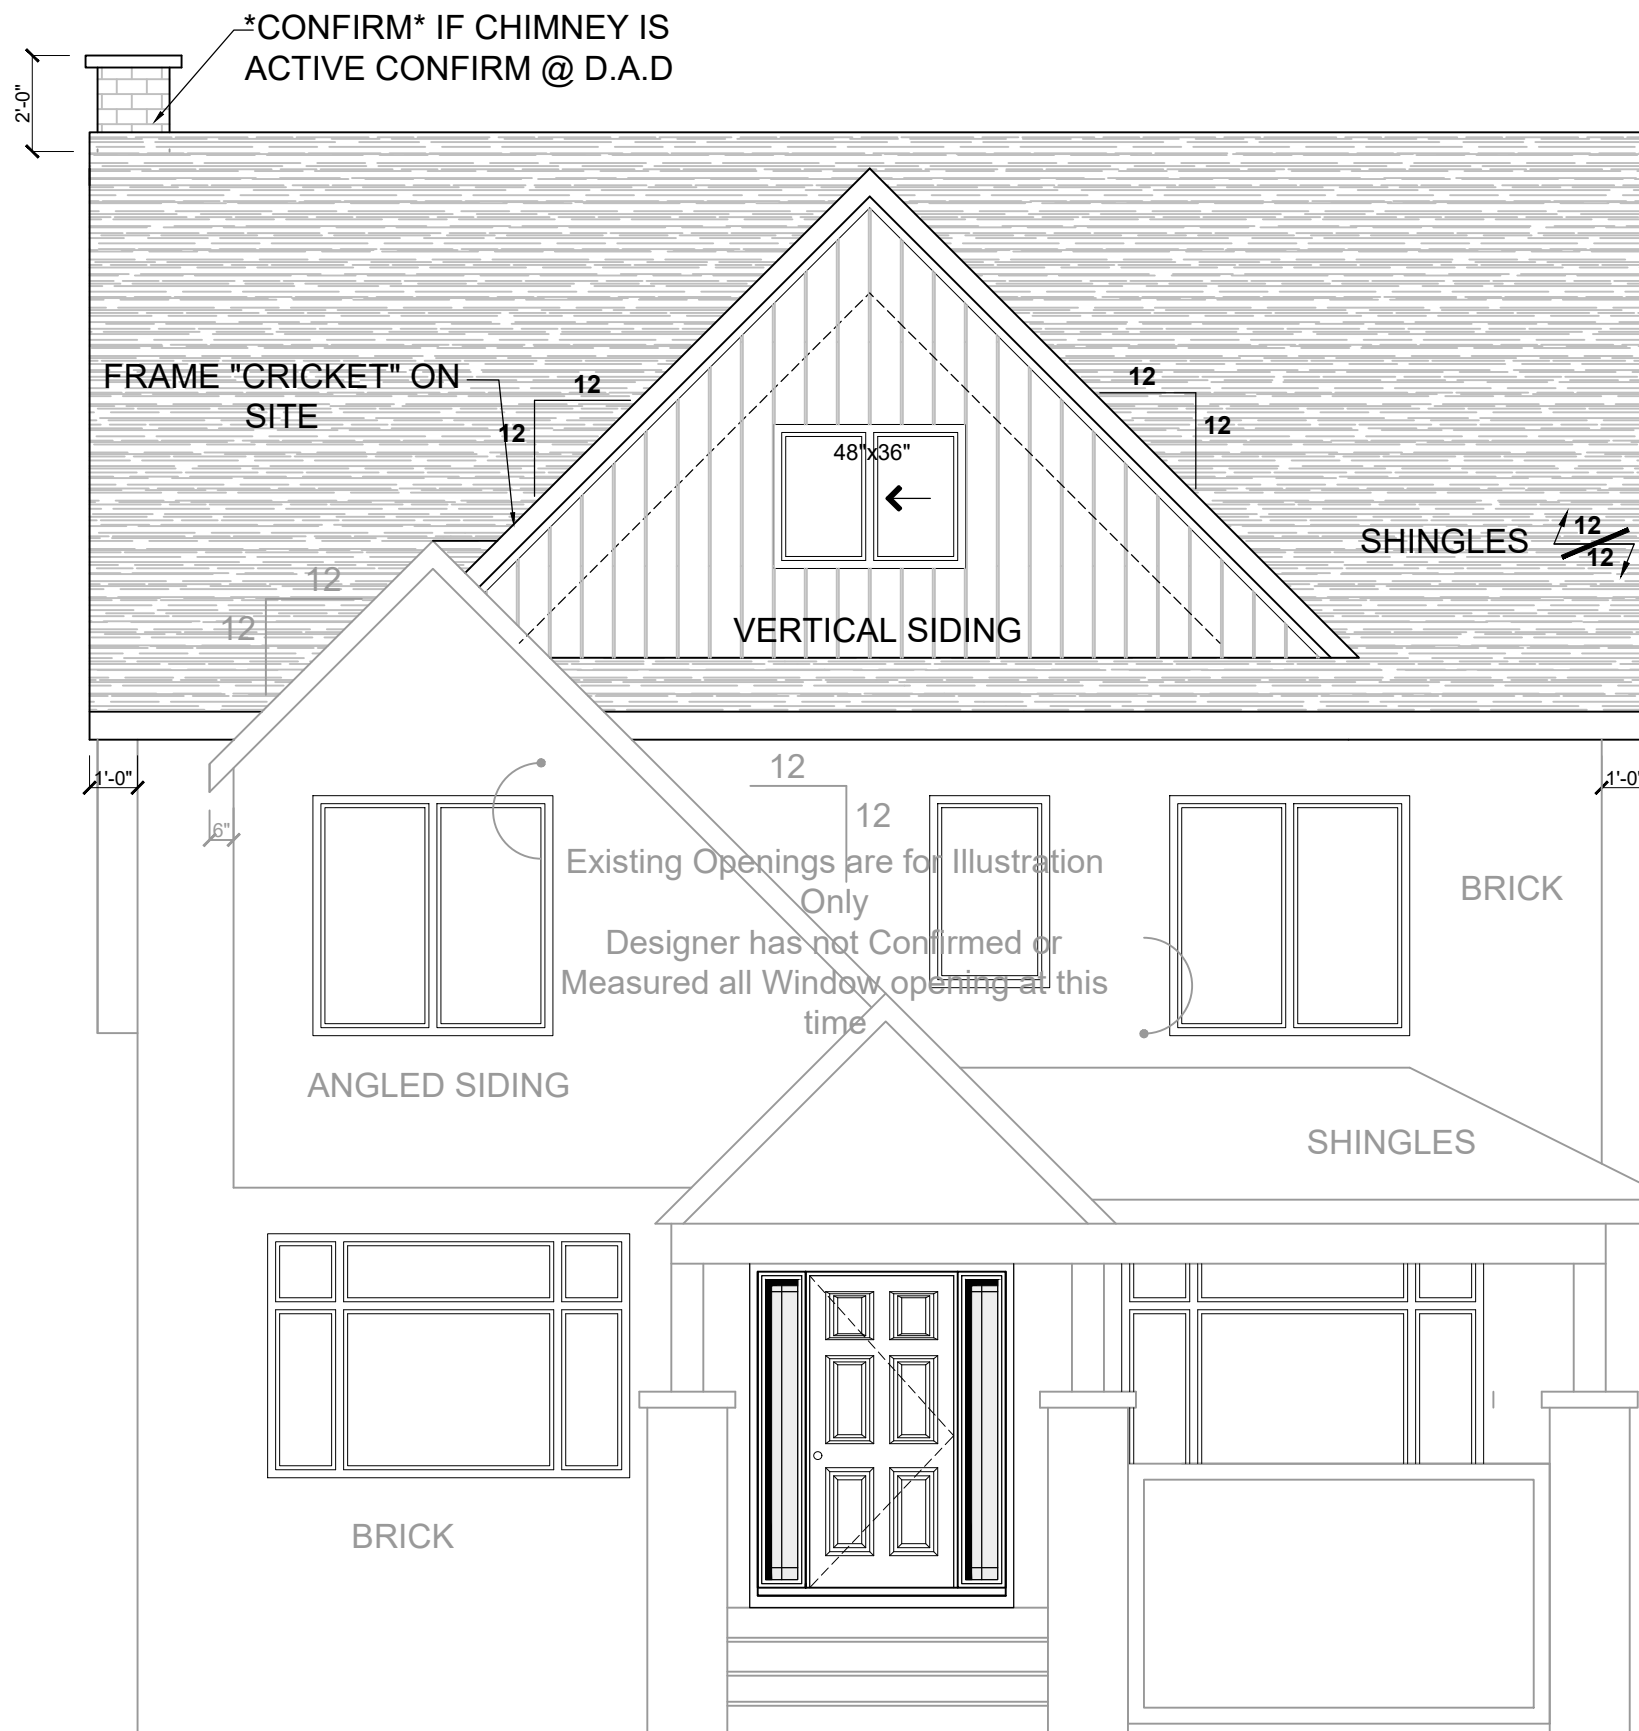 *CONFIRM* IF CHIMNEY IS
ACTIVE CONFIRM @ D.A.D
2'-0"
FRAME "CRICKET" ON
SITE
12
12
12
12
48"x36"
SHINGLES
12
12
12
12
VERTICAL SIDING
1'-0"
1'-0"
6"
12
12
Existing Openings are for Illustration
Only
Designer has not Confirmed or
Measured all Window opening at this
time
BRICK
ANGLED SIDING
SHINGLES
BRICK